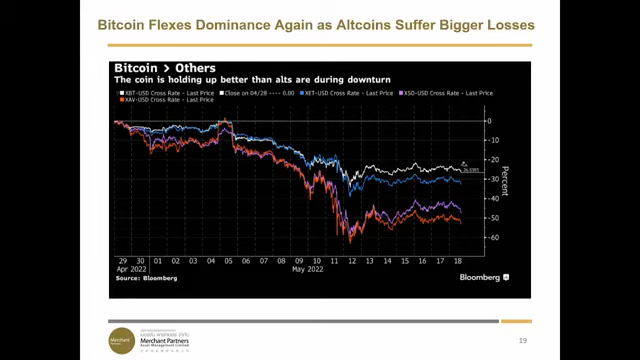 Bitcoin Flexes Dominance Again as Altcoins Suffer Bigger Losses
Bitcoin > Others
The coin is holding up better than alts are during downturn
XBT-USD Cross Rate - Last Price Close on 04/28 ---- 0.00 XET-USD Cross Rate - Last Price XSO-USD Cross Rate - Last Price
XAV-USD Cross Rate - Last Price
0
-10
-20
-30
-40
-50
-60
Percent
29 30 01 02 03 04 05 06 07 08 09 10 11 12 13 14 15 16 17 18
Apr 2022 May 2022
Source: Bloomberg
Bloomberg
Merchant Partners
Merchant Partners
Asset Management Limited
19